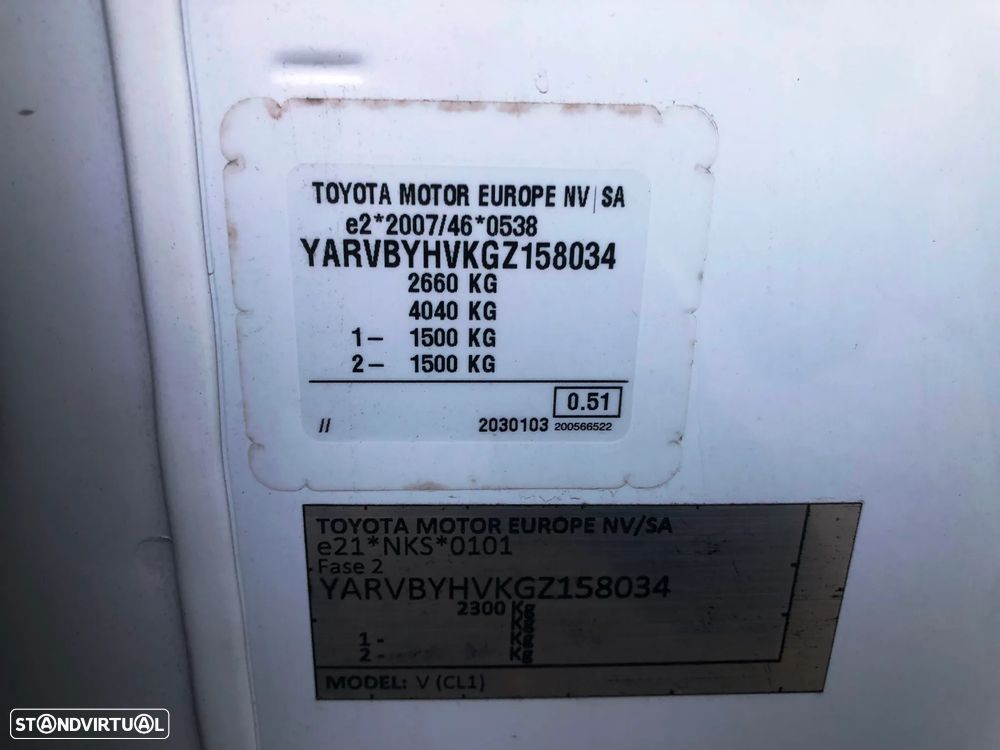 TOYOTA MOTOR EUROPE NV/SA
e2*2007/46*0538
YARVBYHVKGZ158034
2660 KG
4040 KG
1- 1500 KG
2- 1500 KG
0.51
// 2030103 200566522
TOYOTA MOTOR EUROPE NV/SA
e21*NKS*0101
Fase 2
YARVBYHVKGZ158034
2300 Kg
Kg
1- Kg
2- Kg
MODEL: V (CL1)
STANDVIRTUAL